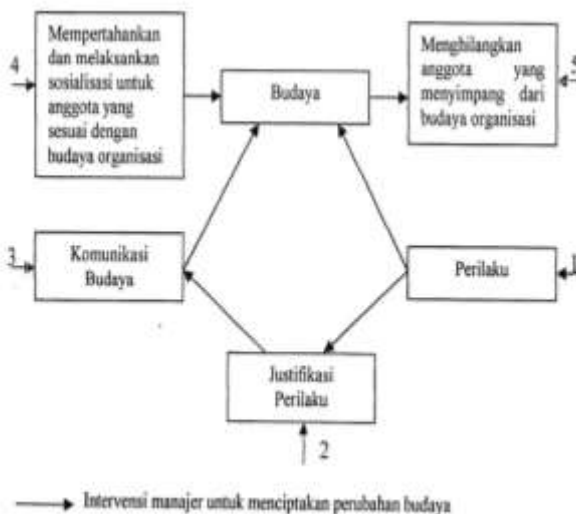 4
Mempertahankan
dan melaksankan
sosialisasi untuk
anggota yang
sesuai dengan
budaya organisasi
Budaya
Menghilangkan
anggota yang
menyimpang dari
budaya organisasi
5
3
Komunikasi
Budaya
Perilaku
1
Justifikasi
Perilaku
2
Intervensi manajer untuk menciptakan perubahan budaya